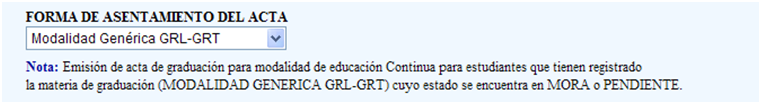 FORMA DE ASENTAMIENTO DEL ACTA
Modalidad Genérica GRL-GRT
Nota: Emisión de acta de graduación para modalidad de educación Continua para estudiantes que tienen registrado
la materia de graduación (MODALIDAD GENERICA GRL-GRT) cuyo estado se encuentra en MORA o PENDIENTE.